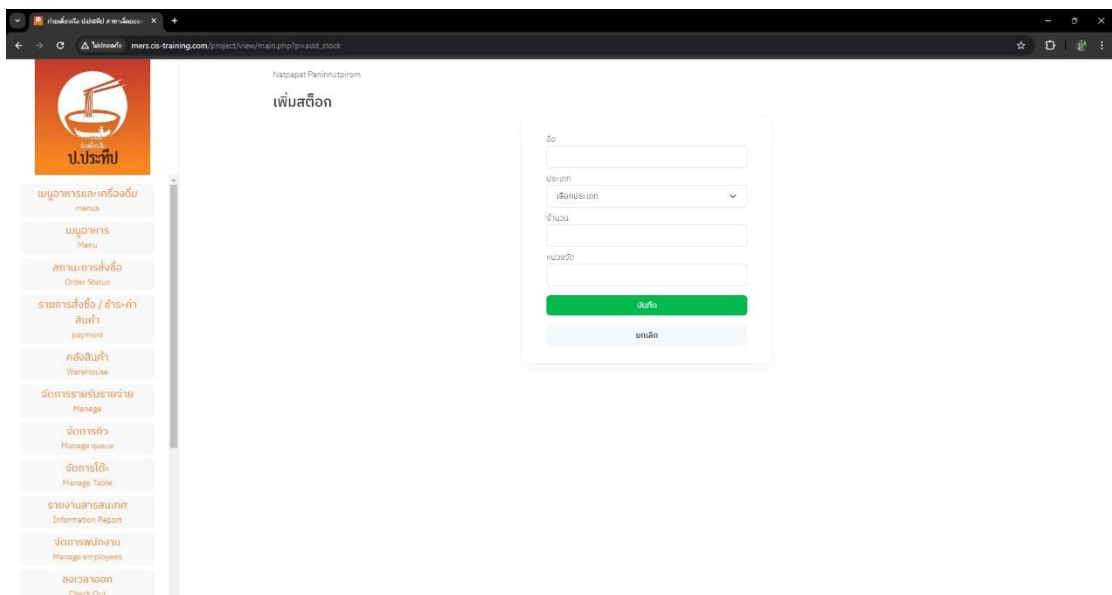 ไม่ปลอดภัย mers.cis-training.com/project/view/main.php?p=add_stock
ป.ประทีป
Natpapat Paninnutpirom
เพิ่มสต็อก
ชื่อ
ประเภท
เลือกประเภท
จำนวน
หน่วยวัด
บันทึก
ยกเลิก
เมนูอาหารและเครื่องดื่ม
menus
เมนูอาหาร
Menu
สถานะการสั่งซื้อ
Order Status
รายการสั่งซื้อ / ชำระค่า
สินค้า
payment
คลังสินค้า
WareHouse
จัดการรายรับรายจ่าย
Manage
จัดการคิว
Manage queue
จัดการโต๊ะ
Manage Table
รายงานสารสนเทศ
Information Report
จัดการพนักงาน
Manage employees
ลงเวลาออก
Check Out